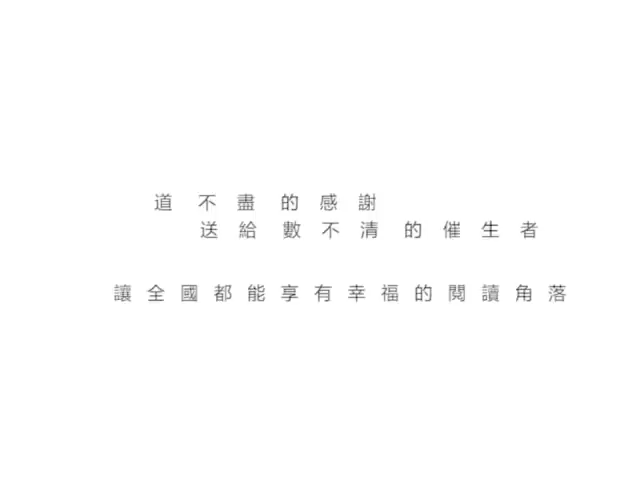 道不盡的感謝
送給數不清的催生者
讓全國都能享有幸福的閱讀角落